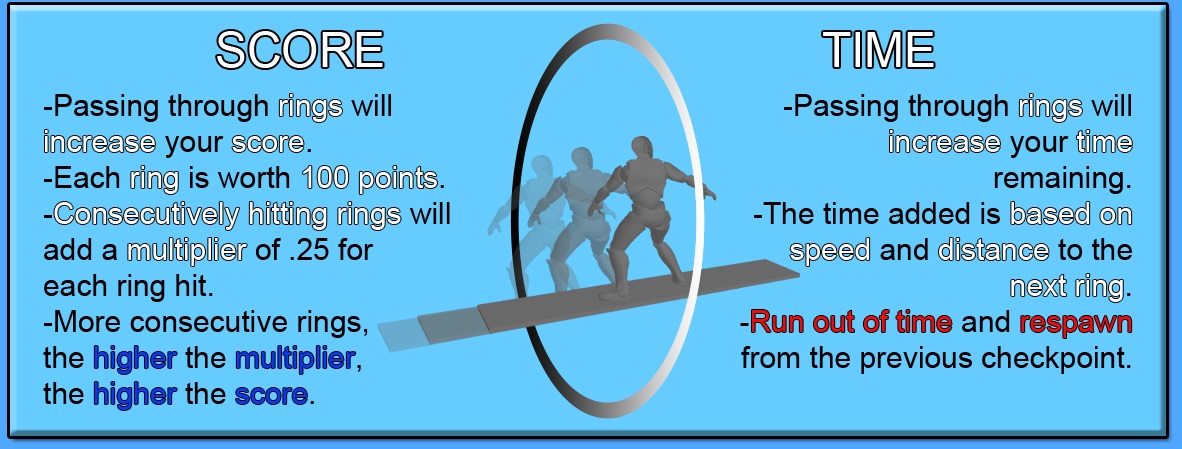 SCORE
-Passing through rings will
increase your score.
-Each ring is worth 100 points.
-Consecutively hitting rings will
add a multiplier of .25 for
each ring hit.
-More consecutive rings,
the higher the multiplier,
the higher the score.
TIME
-Passing through rings will
increase your time
remaining.
-The time added is based on
speed and distance to the
next ring.
-Run out of time and respawn
from the previous checkpoint.